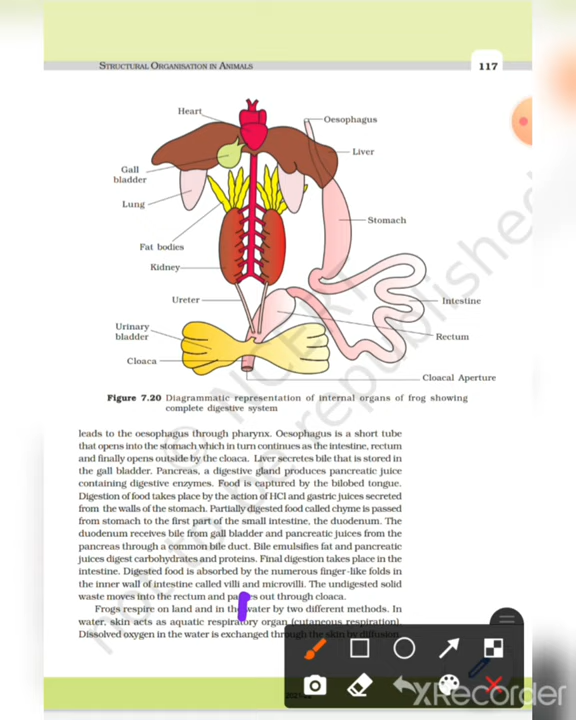 STRUCTURAL ORGANISATION IN ANIMALS
117
Heart
Oesophagus
Liver
Gall
bladder
Lung
Stomach
Fat bodies
Kidney
Ureter
Intestine
Urinary
bladder
Rectum
Cloaca
Cloacal Aperture
Figure 7.20 Diagrammatic representation of internal organs of frog showing
complete digestive system
leads to the oesophagus through pharynx. Oesophagus is a short tube
that opens into the stomach which in turn continues as the intestine, rectum
and finally opens outside by the cloaca. Liver secretes bile that is stored in
the gall bladder. Pancreas, a digestive gland produces pancreatic juice
containing digestive enzymes. Food is captured by the bilobed tongue.
Digestion of food takes place by the action of HCl and gastric juices secreted
from the walls of the stomach. Partially digested food called chyme is passed
from stomach to the first part of the small intestine, the duodenum. The
duodenum receives bile from gall bladder and pancreatic juices from the
pancreas through a common bile duct. Bile emulsifies fat and pancreatic
juices digest carbohydrates and proteins. Final digestion takes place in the
intestine. Digested food is absorbed by the numerous finger-like folds in
the inner wall of intestine called villi and microvilli. The undigested solid
waste moves into the rectum and passes out through cloaca.
Frogs respire on land and in the water by two different methods. In
water, skin acts as aquatic respiratory organ (cutaneous respiration).
Dissolved oxygen in the water is exchanged through the skin by diffusion.
© NCERT
not to be republished
XRecorder